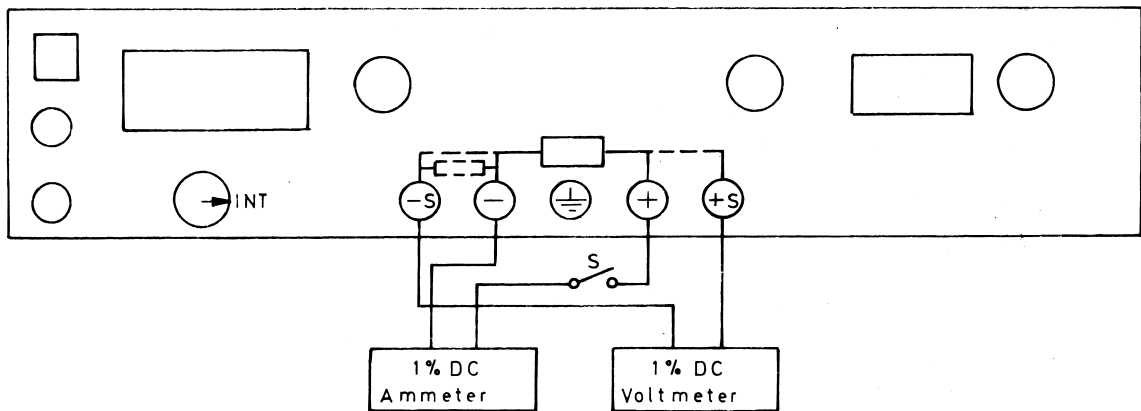 INT
-S
-
+
+S
S
1% DC
Ammeter
1% DC
Voltmeter